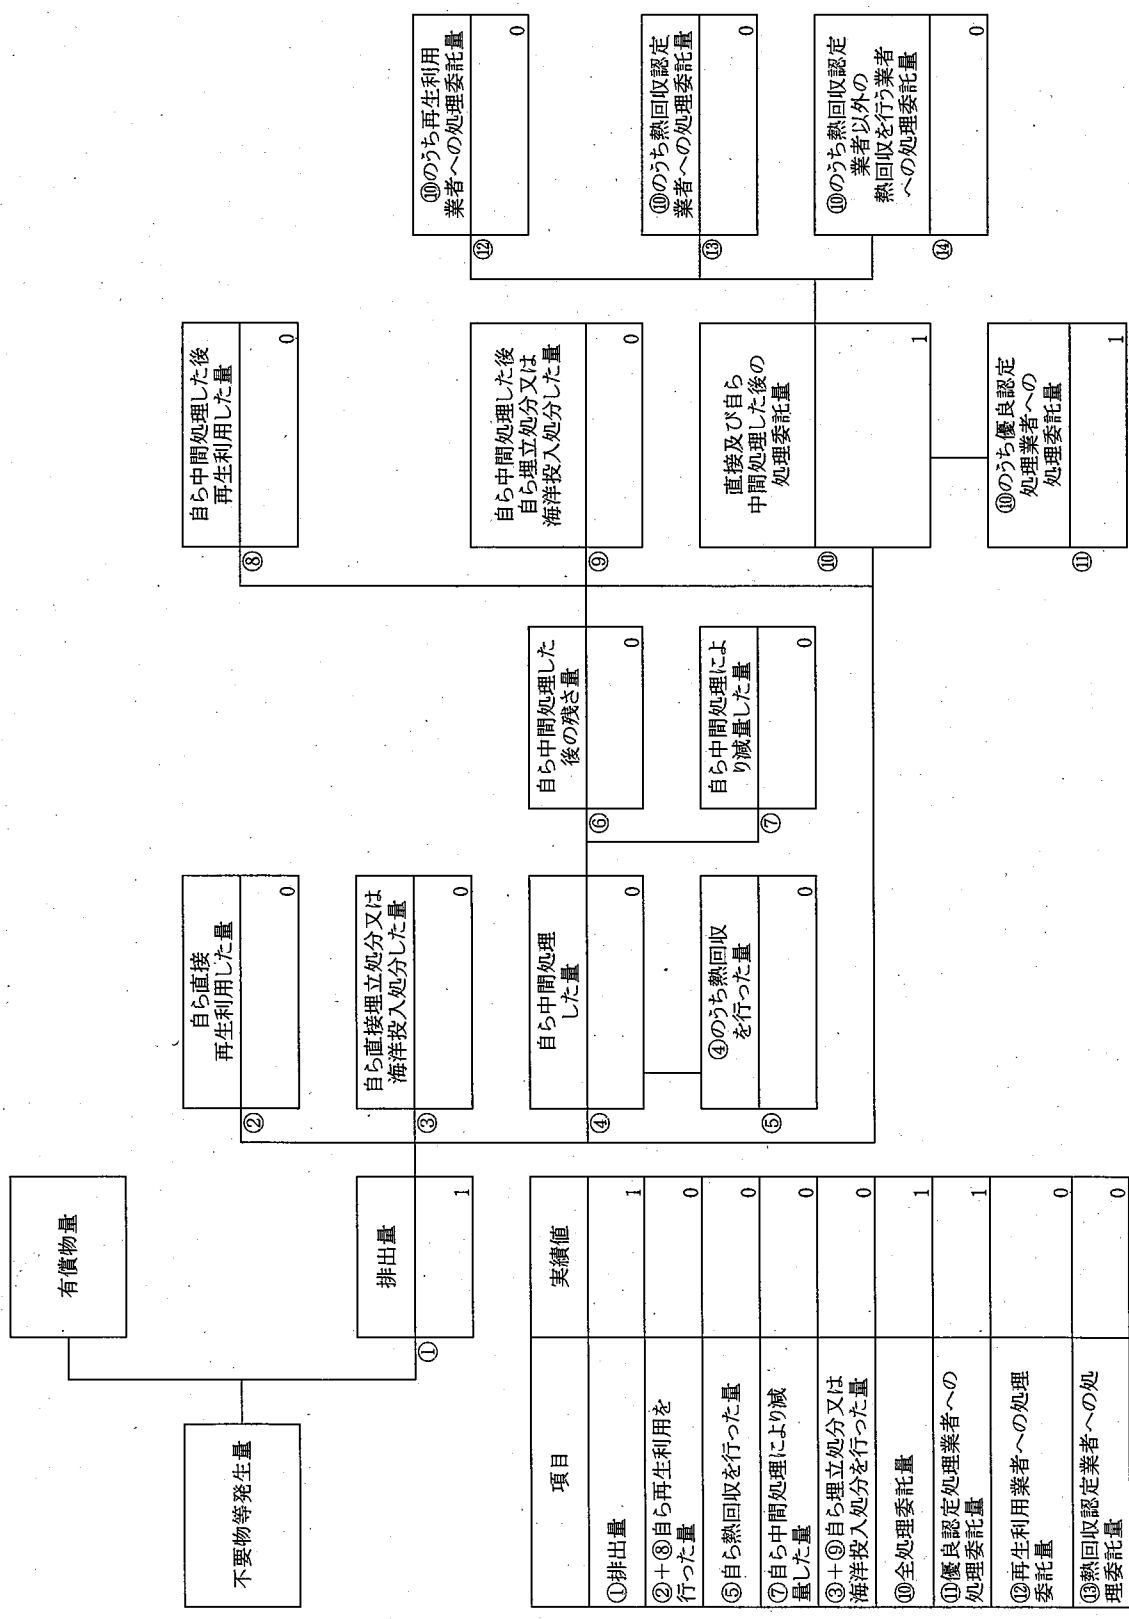 不要物等発生量
有償物量
排出量
①
1
自ら直接
再生利用した量
②
0
自ら直接埋立処分又は
海洋投入処分した量
③
0
自ら中間処理
した量
④
0
④のうち熱回収
を行った量
⑤
0
自ら中間処理した
後の残さ量
⑥
0
自ら中間処理によ
り減量した量
⑦
0
自ら中間処理した後
再生利用した量
⑧
0
自ら中間処理した後
自ら埋立処分又は
海洋投入処分した量
⑨
0
直接及び自ら
中間処理した後の
処理委託量
⑩
1
⑩のうち優良認定
処理業者への
処理委託量
⑪
1
⑩のうち再生利用
業者への処理委託量
⑫
0
⑩のうち熱回収認定
業者への処理委託量
⑬
0
⑩のうち熱回収認定
業者以外の
熱回収を行う業者
への処理委託量
⑭
0
項目 実績値
①排出量 1
②+⑧自ら再生利用を
行った量 0
⑤自ら熱回収を行った量 0
⑦自ら中間処理により減
量した量 0
③+⑨自ら埋立処分又は
海洋投入処分を行った量 0
⑩全処理委託量 1
⑪優良認定処理業者への
処理委託量 1
⑫再生利用業者への処理
委託量 0
⑬熱回収認定業者への処
理委託量 0